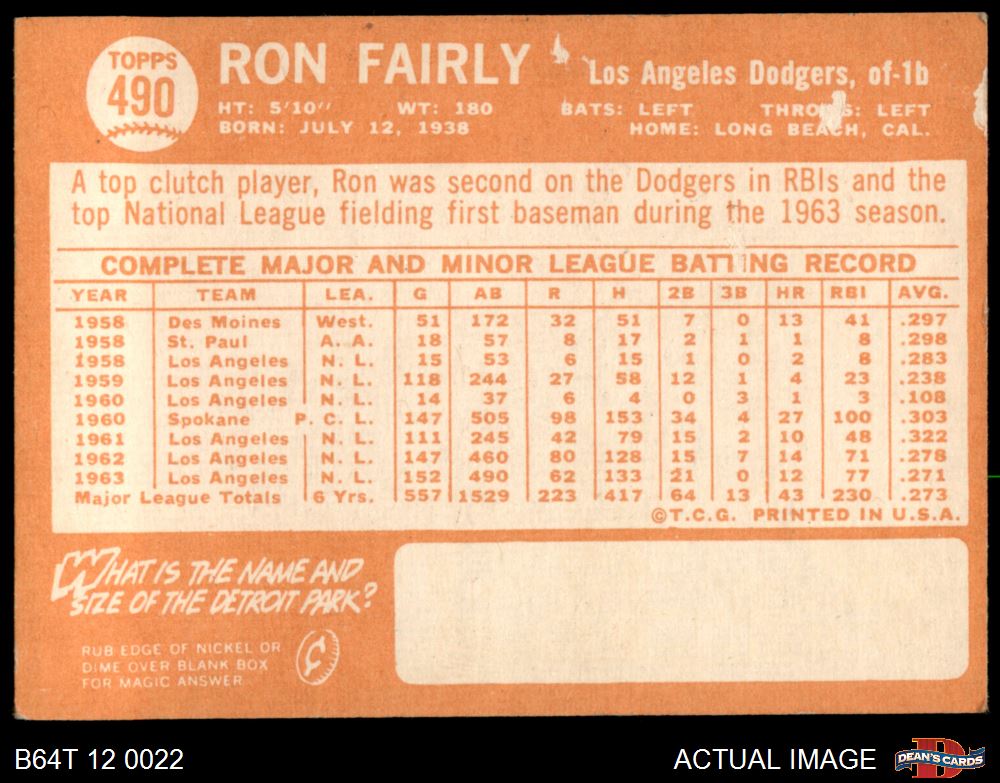 TOPPS
490
RON FAIRLY
Los Angeles Dodgers, of-1b
HT: 5'10" WT: 180 BATS: LEFT THROWS: LEFT
BORN: JULY 12, 1938 HOME: LONG BEACH, CAL.
A top clutch player, Ron was second on the Dodgers in RBIs and the
top National League fielding first baseman during the 1963 season.
COMPLETE MAJOR AND MINOR LEAGUE BATTING RECORD
YEAR TEAM LEA. G AB R H 2B 3B HR RBI AVG.
1958 Des Moines West. 51 172 32 51 7 0 13 41 .297
1958 St. Paul A. A. 18 57 8 17 2 1 1 8 .298
1958 Los Angeles N. L. 15 53 6 15 1 0 2 8 .283
1959 Los Angeles N. L. 118 244 27 58 12 1 4 23 .238
1960 Los Angeles N. L. 14 37 6 4 0 3 1 3 .108
1960 Spokane P. C. L. 147 505 98 153 34 4 27 100 .303
1961 Los Angeles N. L. 111 245 42 79 15 2 10 48 .322
1962 Los Angeles N. L. 147 460 80 128 15 7 14 71 .278
1963 Los Angeles N. L. 152 490 62 133 21 0 12 77 .271
Major League Totals 6 Yrs. 557 1529 223 417 64 13 43 230 .273
©T.C.G. PRINTED IN U.S.A.
WHAT IS THE NAME AND
SIZE OF THE DETROIT PARK?
RUB EDGE OF NICKEL OR
DIME OVER BLANK BOX
FOR MAGIC ANSWER
¢
B64T 12 0022
ACTUAL IMAGE
D
DEAN'S CARDS